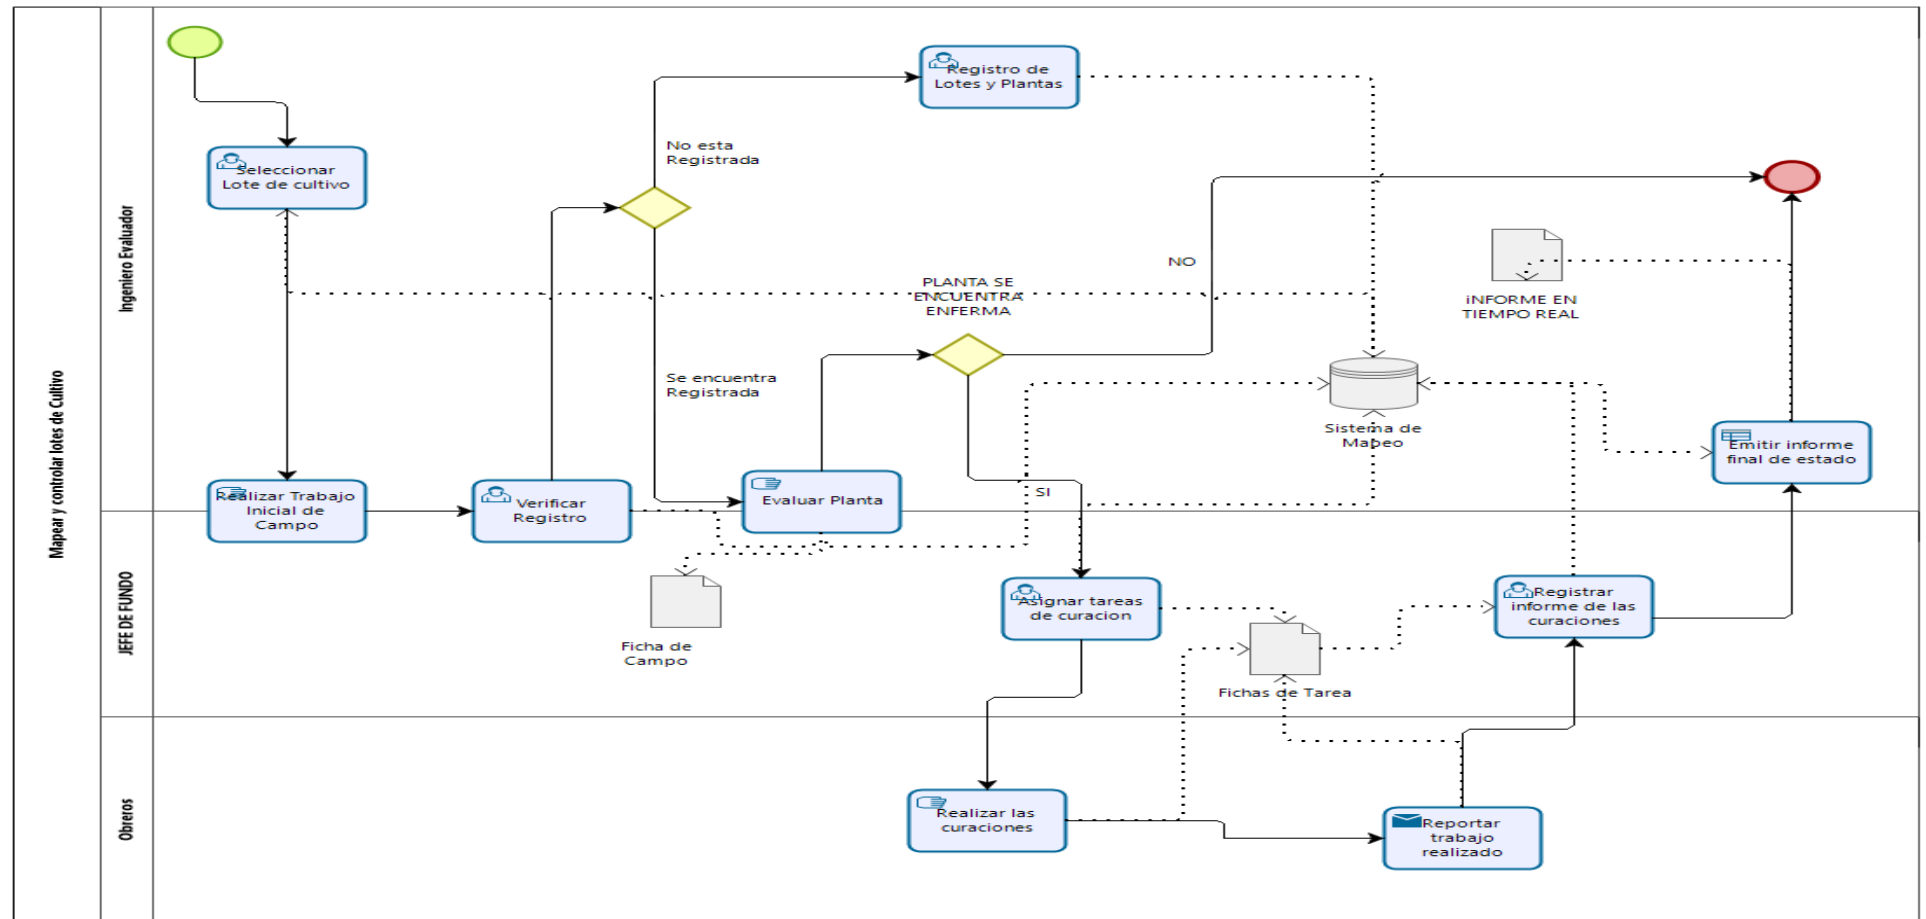 Mapear y controlar lotes de Cultivo
Ingeniero Evaluador
Seleccionar
Lote de cultivo
Registro de
Lotes y Plantas
No esta
Registrada
NO
PLANTA SE
ENCUENTRA
ENFERMA
iNFORME EN
TIEMPO REAL
Se encuentra
Registrada
Sistema de
Mapeo
Emitir informe
final de estado
Realizar Trabajo
Inicial de
Campo
Verificar
Registro
Evaluar Planta
SI
JEFE DE FUNDO
Ficha de
Campo
Asignar tareas
de curacion
Fichas de Tarea
Registrar
informe de las
curaciones
Obreros
Realizar las
curaciones
Reportar
trabajo
realizado